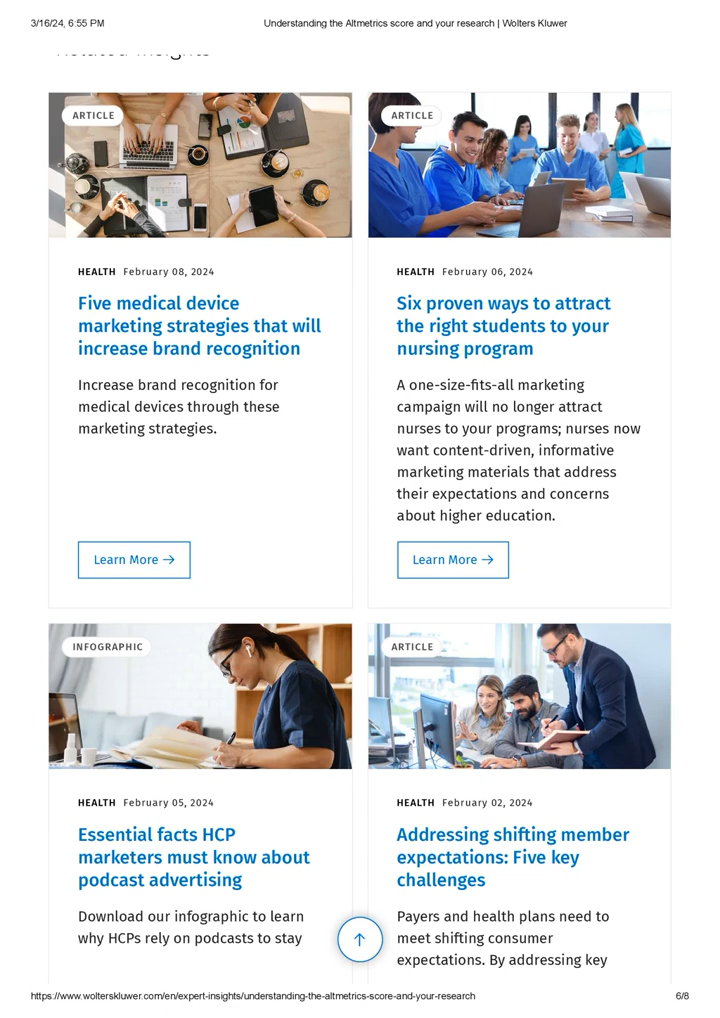 3/16/24, 6:55 PM
Understanding the Altmetrics score and your research | Wolters Kluwer
Related insights
ARTICLE
HEALTH February 08, 2024
Five medical device
marketing strategies that will
increase brand recognition
Increase brand recognition for
medical devices through these
marketing strategies.
Learn More →
ARTICLE
HEALTH February 06, 2024
Six proven ways to attract
the right students to your
nursing program
A one-size-fits-all marketing
campaign will no longer attract
nurses to your programs; nurses now
want content-driven, informative
marketing materials that address
their expectations and concerns
about higher education.
Learn More →
INFOGRAPHIC
HEALTH February 05, 2024
Essential facts HCP
marketers must know about
podcast advertising
Download our infographic to learn
why HCPs rely on podcasts to stay
ARTICLE
HEALTH February 02, 2024
Addressing shifting member
expectations: Five key
challenges
Payers and health plans need to
meet shifting consumer
expectations. By addressing key
https://www.wolterskluwer.com/en/expert-insights/understanding-the-altmetrics-score-and-your-research
6/8